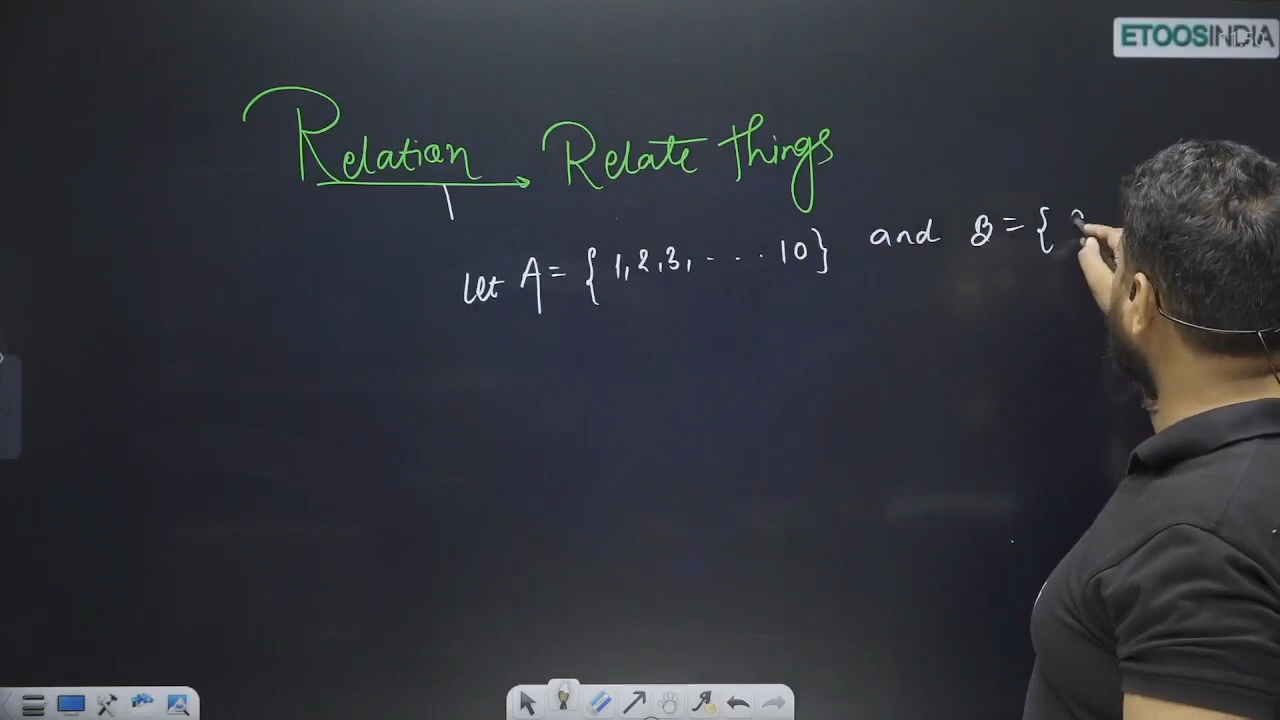 ETOOSINDIA
Relation Relate Things
Let A = { 1, 2, 3, . . . . 10 } and B = {